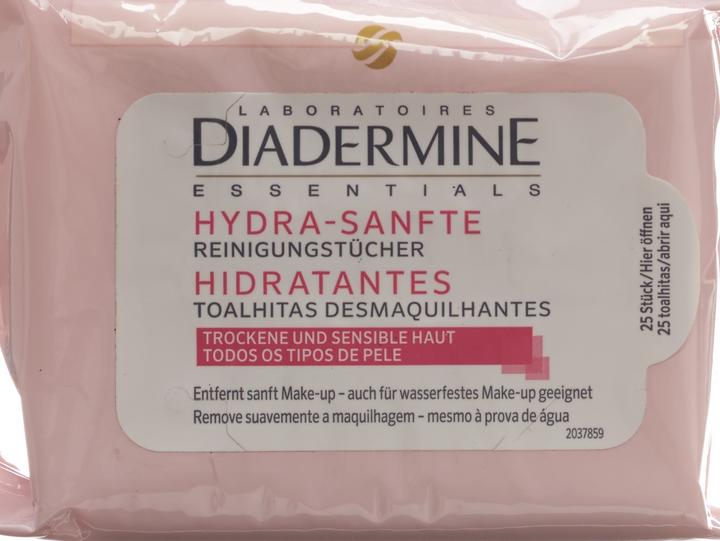 LABORATOIRES
DIADERMINE
ESSENTIALS
HYDRA-SANFTE
REINIGUNGSTÜCHER
HIDRATANTES
TOALHITAS DESMAQUILHANTES
TROCKENE UND SENSIBLE HAUT
TODOS OS TIPOS DE PELE
Entfernt sanft Make-up – auch für wasserfestes Make-up geeignet
Remove suavemente a maquilhagem – mesmo à prova de água
2037859
25 Stück/Hier öffnen
25 toalhitas/abrir aqui